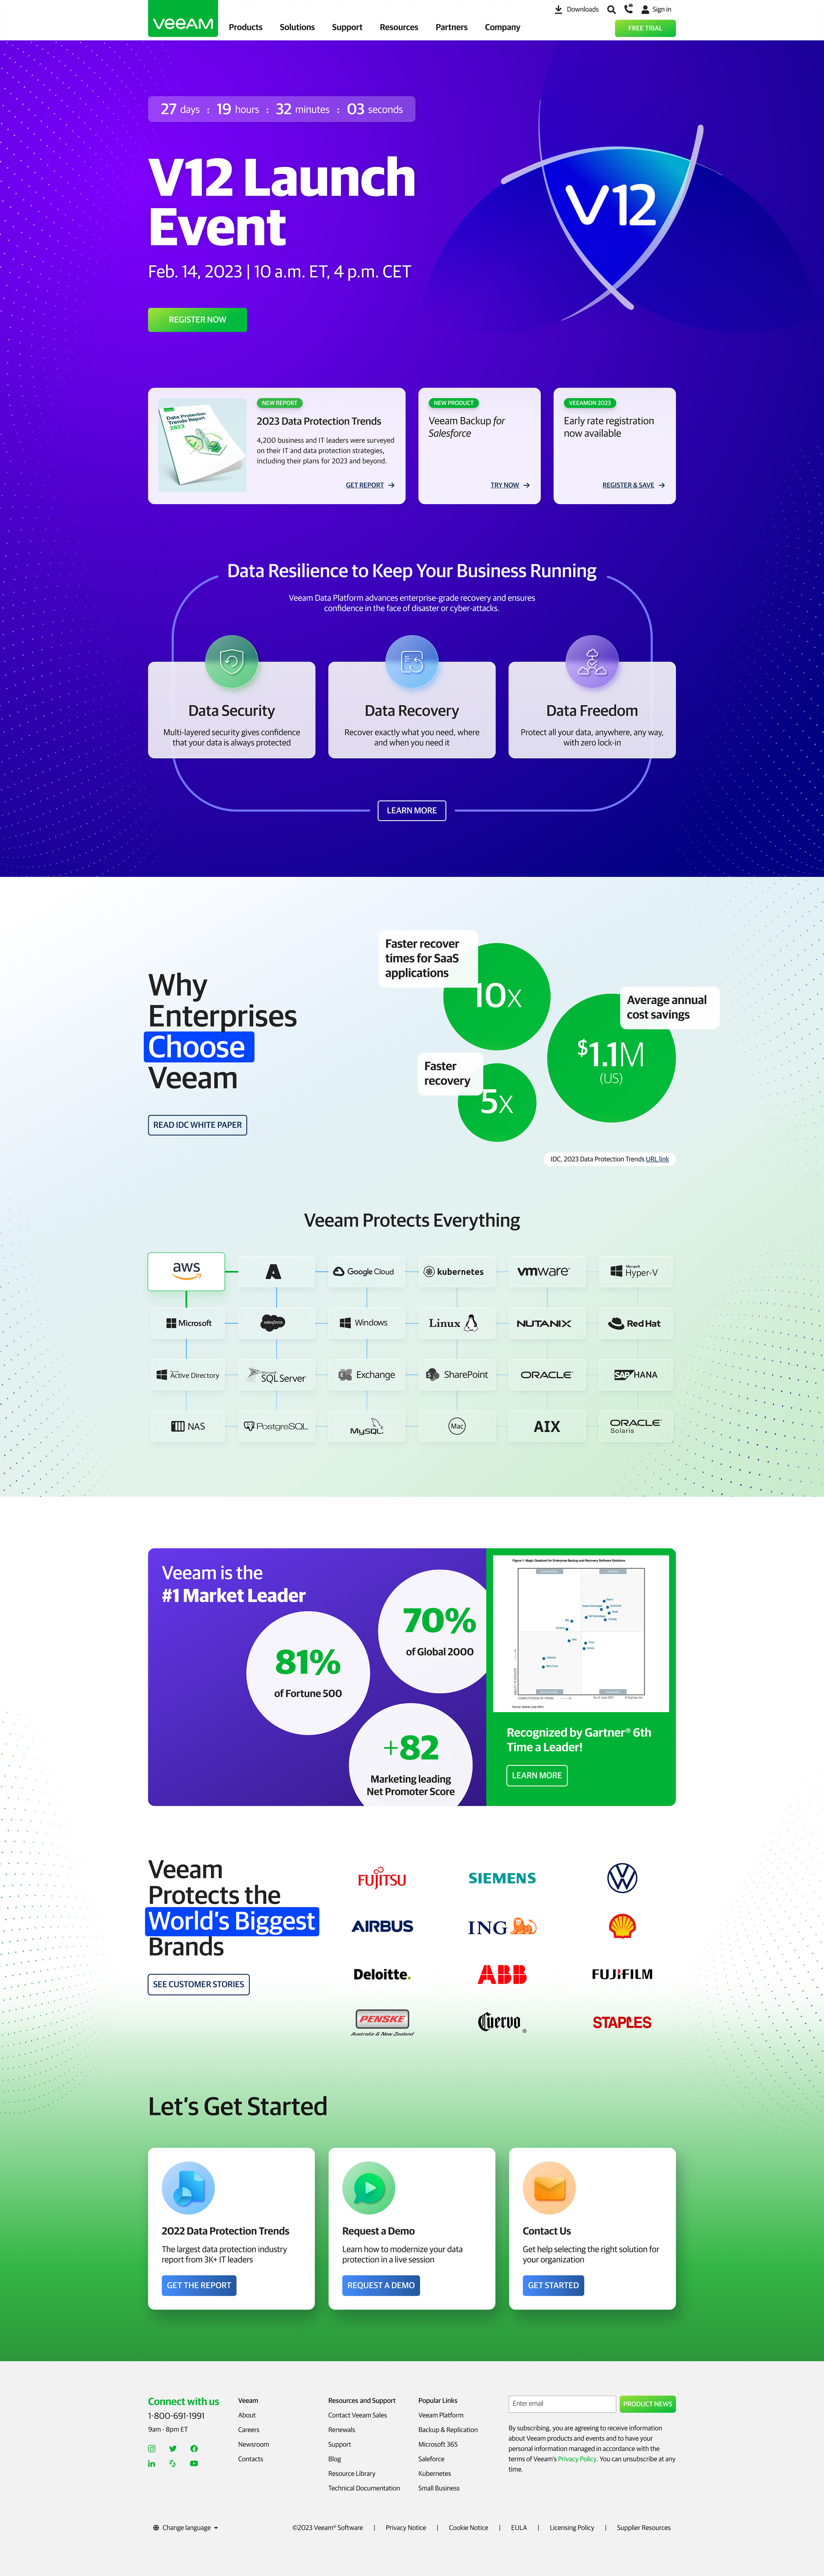 VEEAM
Downloads
Sign in
Products
Solutions
Support
Resources
Partners
Company
FREE TRIAL
27 days : 19 hours : 32 minutes : 03 seconds
V12 Launch
Event
Feb. 14, 2023 | 10 a.m. ET, 4 p.m. CET
REGISTER NOW
V12
Data Protection
Trends Report
2023
NEW REPORT
2023 Data Protection Trends
4,200 business and IT leaders were surveyed
on their IT and data protection strategies,
including their plans for 2023 and beyond.
GET REPORT
NEW PRODUCT
Veeam Backup for
Salesforce
TRY NOW
VEEAMON 2023
Early rate registration
now available
REGISTER & SAVE
Data Resilience to Keep Your Business Running
Veeam Data Platform advances enterprise-grade recovery and ensures
confidence in the face of disaster or cyber-attacks.
Data Security
Multi-layered security gives confidence
that your data is always protected
Data Recovery
Recover exactly what you need, where
and when you need it
Data Freedom
Protect all your data, anywhere, any way,
with zero lock-in
LEARN MORE
Why
Enterprises
Choose
Veeam
READ IDC WHITE PAPER
Faster recover
times for SaaS
applications
10x
Average annual
cost savings
$1.1M
(US)
Faster
recovery
5x
IDC, 2023 Data Protection Trends URL link
Veeam Protects Everything
aws
Google Cloud
kubernetes
vmware
Microsoft
Hyper-V
Microsoft
salesforce
Windows
Linux
NUTANIX
Red Hat
Active Directory
SQL Server
Exchange
SharePoint
ORACLE
SAP HANA
NAS
PostgreSQL
MySQL
Mac
AIX
ORACLE
Solaris
Veeam is the
#1 Market Leader
70%
of Global 2000
81%
of Fortune 500
+82
Marketing leading
Net Promoter Score
Figure 1: Magic Quadrant for Enterprise Backup and Recovery Software Solutions
Recognized by Gartner® 6th
Time a Leader!
LEARN MORE
Veeam
Protects the
World's Biggest
Brands
SEE CUSTOMER STORIES
FUJITSU
SIEMENS
AIRBUS
ING
Deloitte.
ABB
FUJIFILM
PENSKE
Australia & New Zealand
Cuervo ®
STAPLES
Let's Get Started
2022 Data Protection Trends
The largest data protection industry
report from 3K+ IT leaders
GET THE REPORT
Request a Demo
Learn how to modernize your data
protection in a live session
REQUEST A DEMO
Contact Us
Get help selecting the right solution for
your organization
GET STARTED
Connect with us
1-800-691-1991
9am - 8pm ET
Veeam
About
Careers
Newsroom
Contacts
Resources and Support
Contact Veeam Sales
Renewals
Support
Blog
Resource Library
Technical Documentation
Popular Links
Veeam Platform
Backup & Replication
Microsoft 365
Saleforce
Kubernetes
Small Business
Enter email
PRODUCT NEWS
By subscribing, you are agreeing to receive information
about Veeam products and events and to have your
personal information managed in accordance with the
terms of Veeam's Privacy Policy. You can unsubscribe at any
time.
Change language
©2023 Veeam® Software | Privacy Notice | Cookie Notice | EULA | Licensing Policy | Supplier Resources